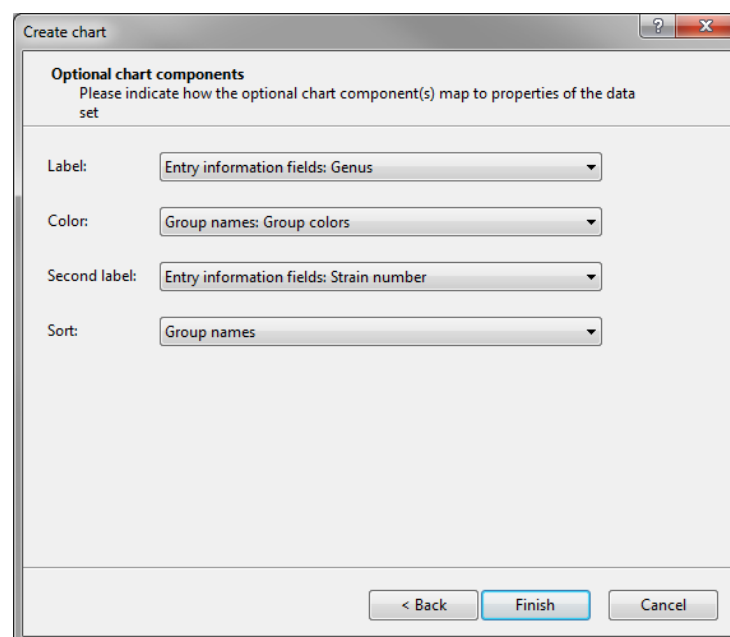 Create chart
?
X
Optional chart components
Please indicate how the optional chart component(s) map to properties of the data
set
Label: Entry information fields: Genus
Color: Group names: Group colors
Second label: Entry information fields: Strain number
Sort: Group names
< Back Finish Cancel